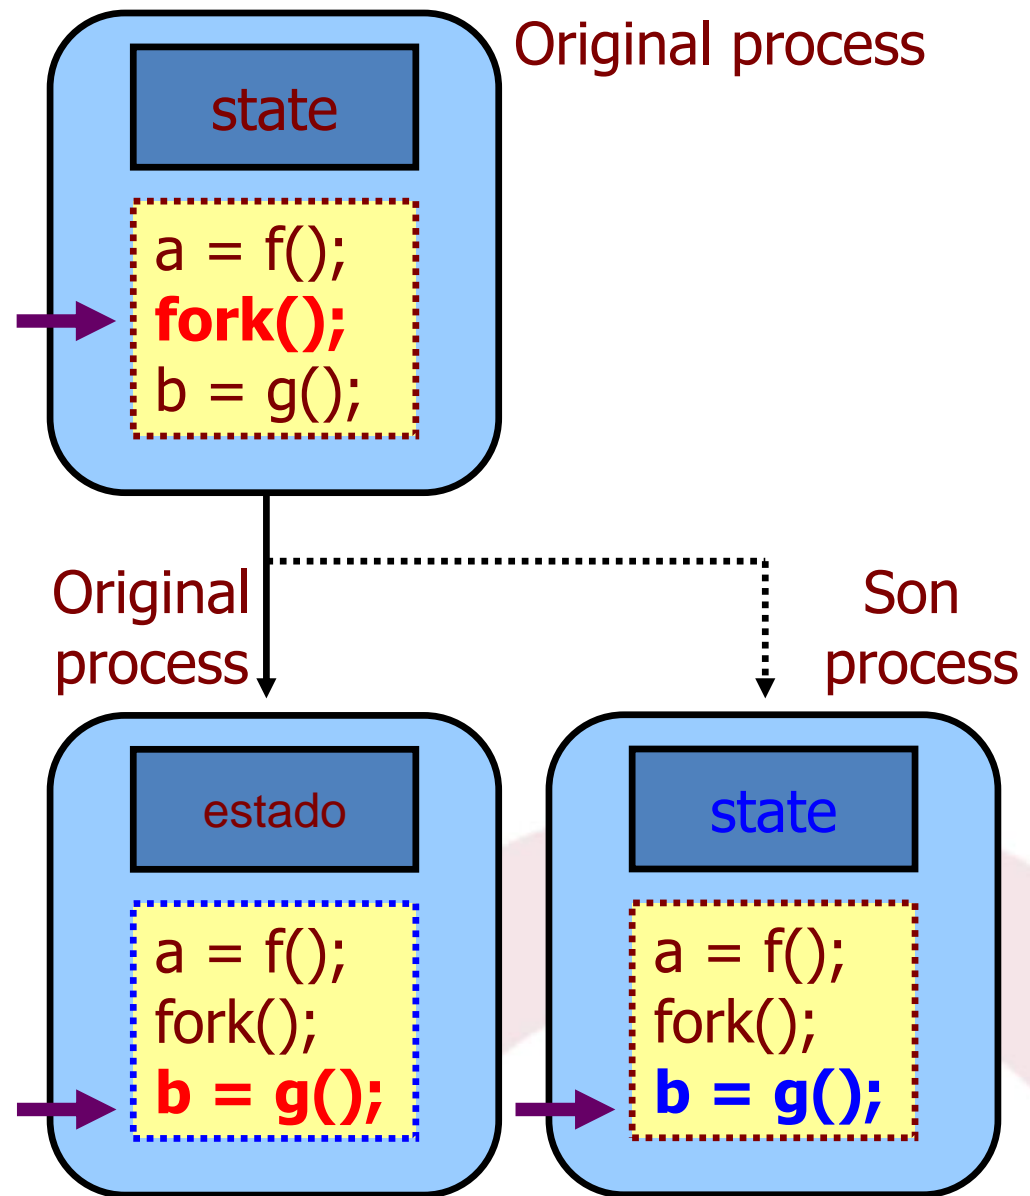 Original process
state
a = f();
fork();
b = g();
Original
process
Son
process
estado
a = f();
fork();
b = g();
state
a = f();
fork();
b = g();